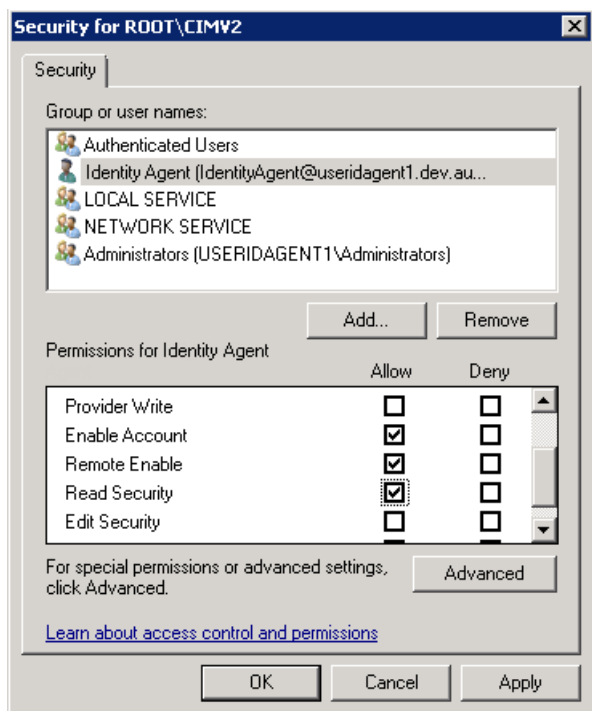 Security for ROOT\CIMV2
Security
Group or user names:
Authenticated Users
Identity Agent (IdentityAgent@useridagent1.dev.au...
LOCAL SERVICE
NETWORK SERVICE
Administrators (USERIDAGENT1\Administrators)
Add... Remove
Permissions for Identity Agent
Allow Deny
Provider Write
Enable Account
Remote Enable
Read Security
Edit Security
For special permissions or advanced settings,
click Advanced.
Advanced
Learn about access control and permissions
OK Cancel Apply